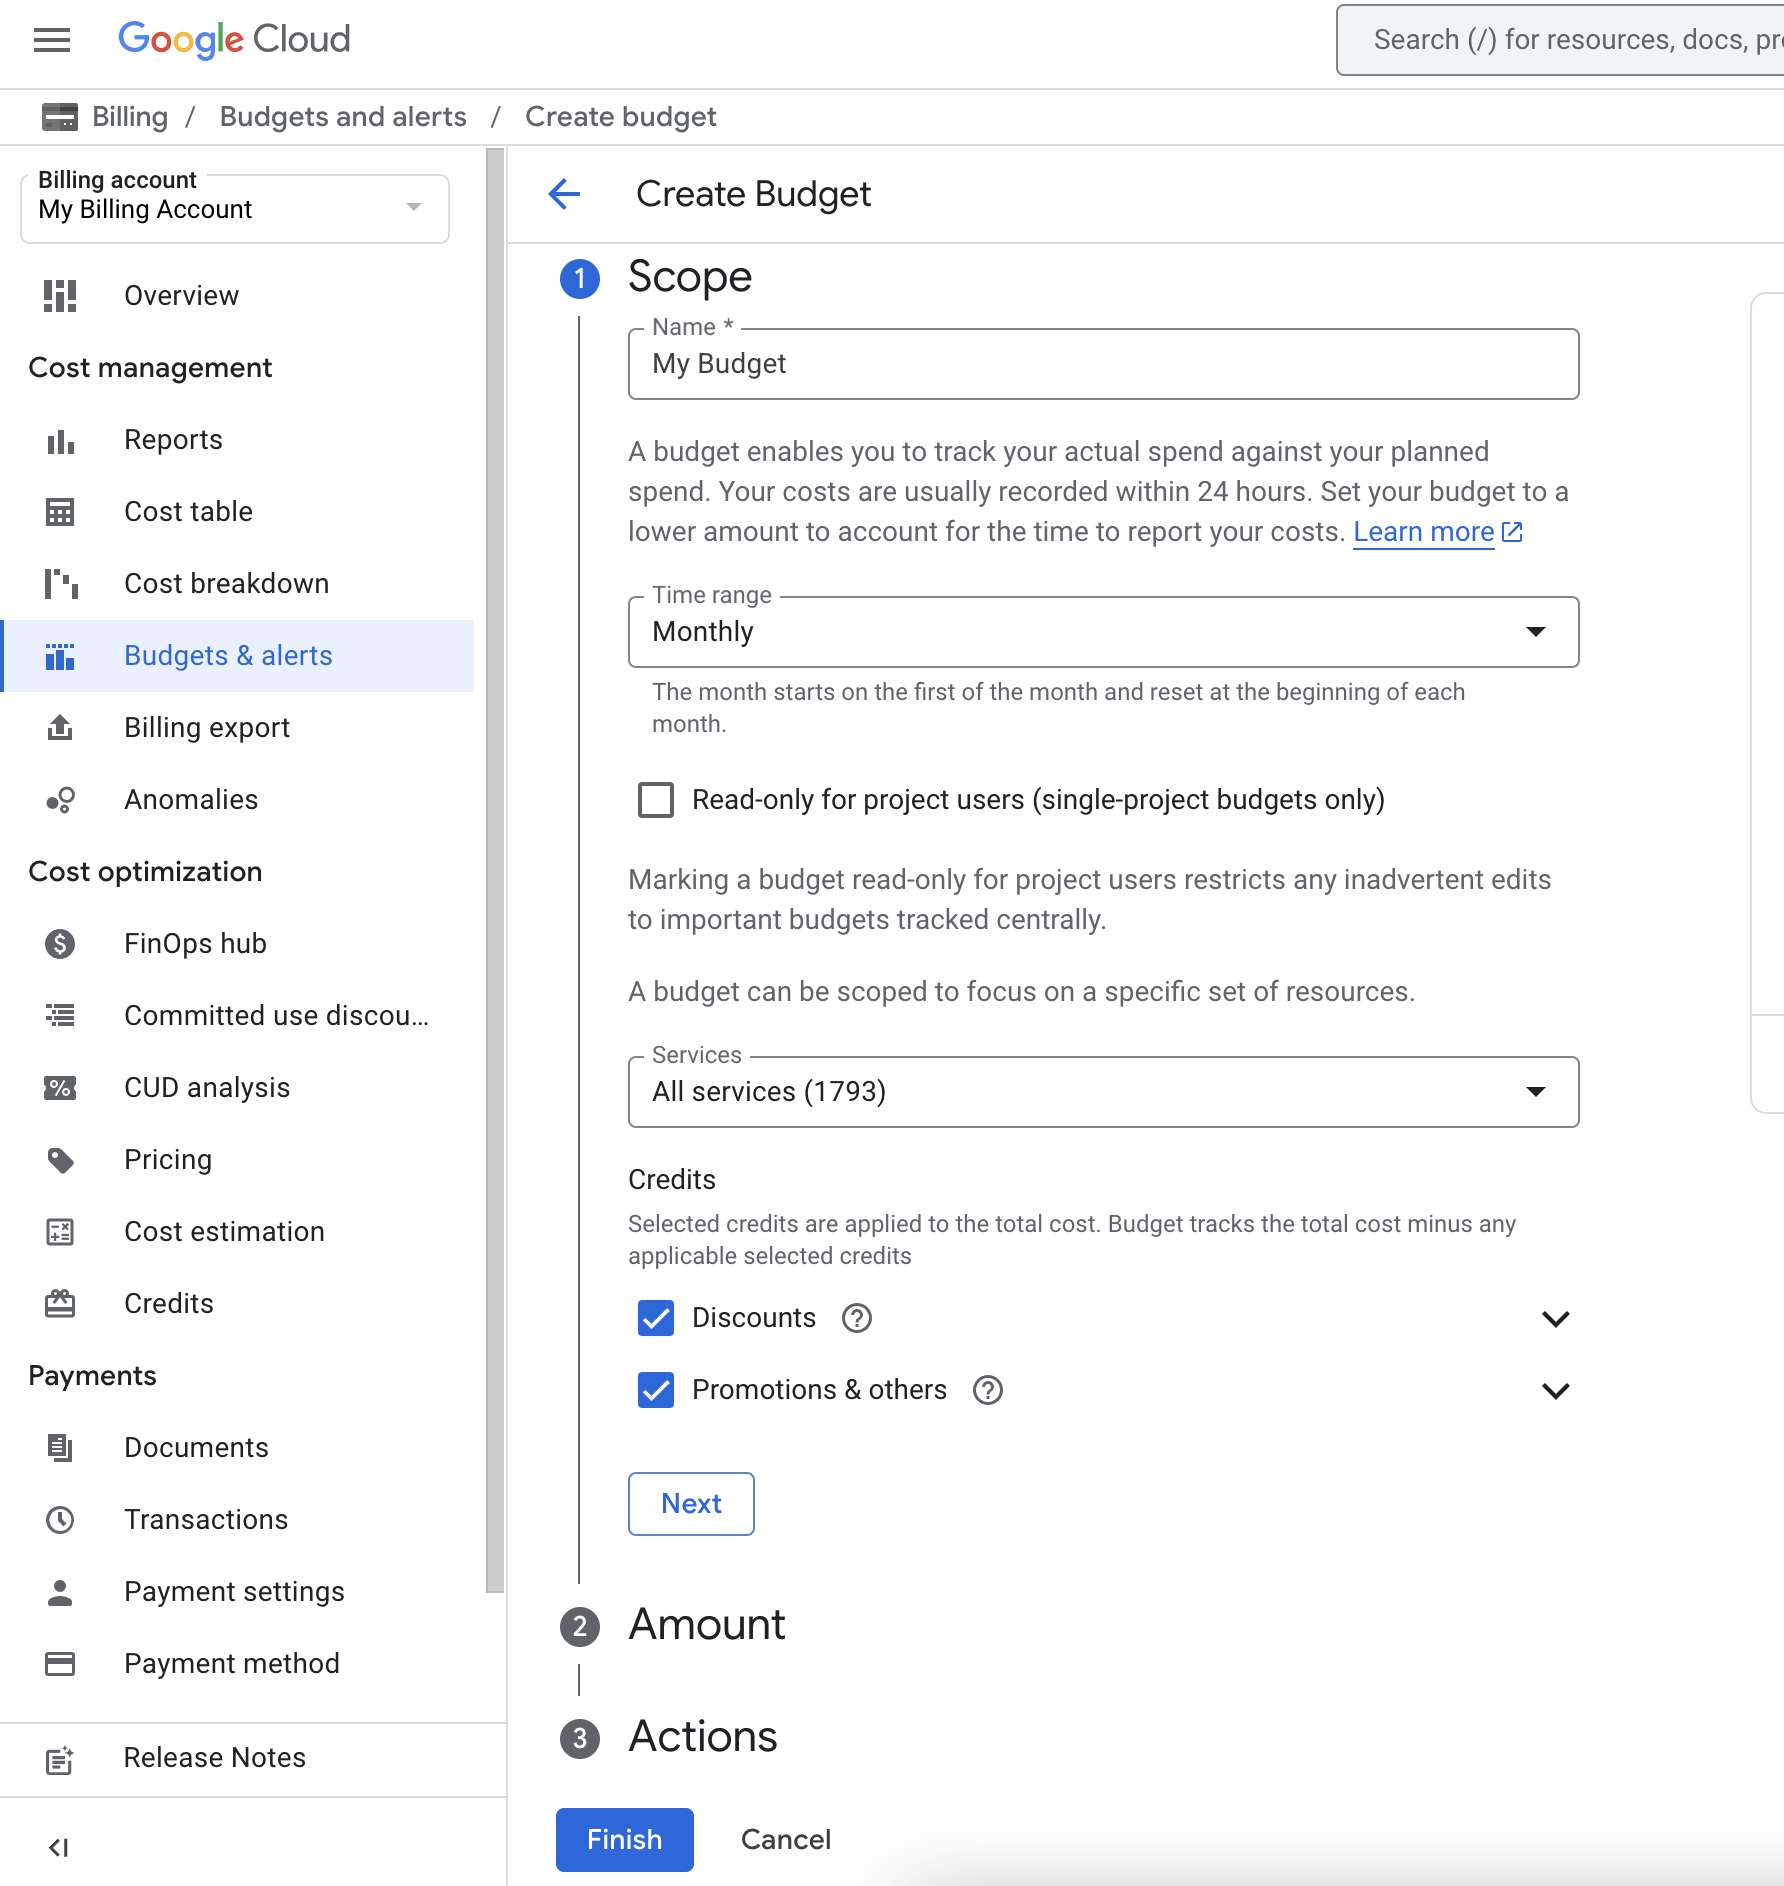 Google Cloud
Search (/) for resources, docs, pr
Billing / Budgets and alerts / Create budget
Billing account
My Billing Account
Overview
Cost management
Reports
Cost table
Cost breakdown
Budgets & alerts
Billing export
Anomalies
Cost optimization
FinOps hub
Committed use discou...
CUD analysis
Pricing
Cost estimation
Credits
Payments
Documents
Transactions
Payment settings
Payment method
Release Notes
Create Budget
1 Scope
Name *
My Budget
A budget enables you to track your actual spend against your planned
spend. Your costs are usually recorded within 24 hours. Set your budget to a
lower amount to account for the time to report your costs. Learn more
Time range
Monthly
The month starts on the first of the month and reset at the beginning of each
month.
Read-only for project users (single-project budgets only)
Marking a budget read-only for project users restricts any inadvertent edits
to important budgets tracked centrally.
A budget can be scoped to focus on a specific set of resources.
Services
All services (1793)
Credits
Selected credits are applied to the total cost. Budget tracks the total cost minus any
applicable selected credits
Discounts
Promotions & others
Next
2 Amount
3 Actions
Finish
Cancel